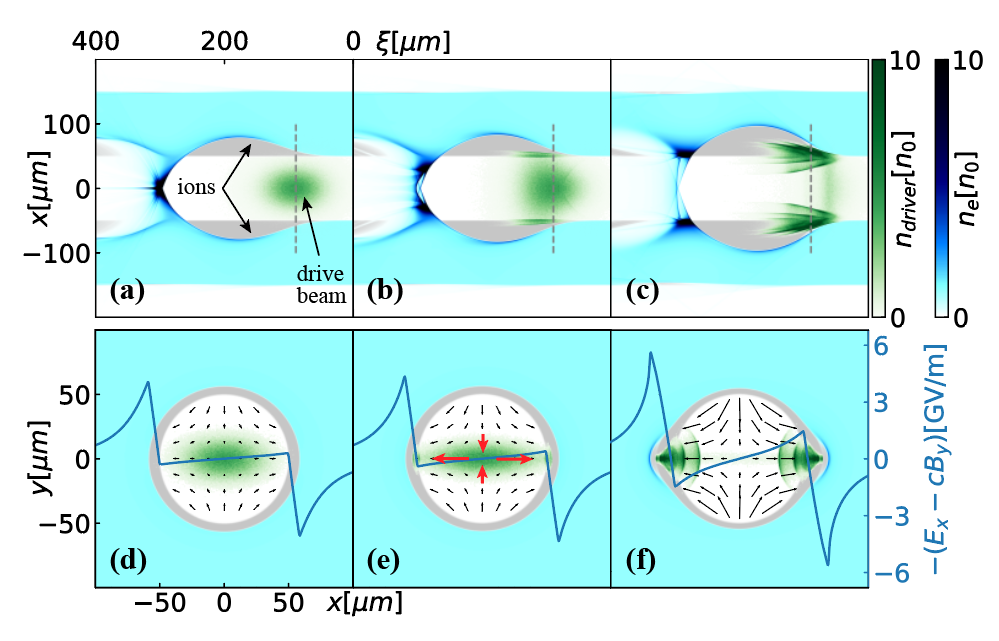 400 200 0 ξ[μm]
10 10
100
0
−100
x[μm]
ions
drive
beam
(a) (b) (c)
0 0
n_driver[n_0]
n_e[n_0]
50
0
−50
y[μm]
6
3
0
−3
−6
−(E_x − cB_y)[GV/m]
(d) (e) (f)
−50 0 50 x[μm]